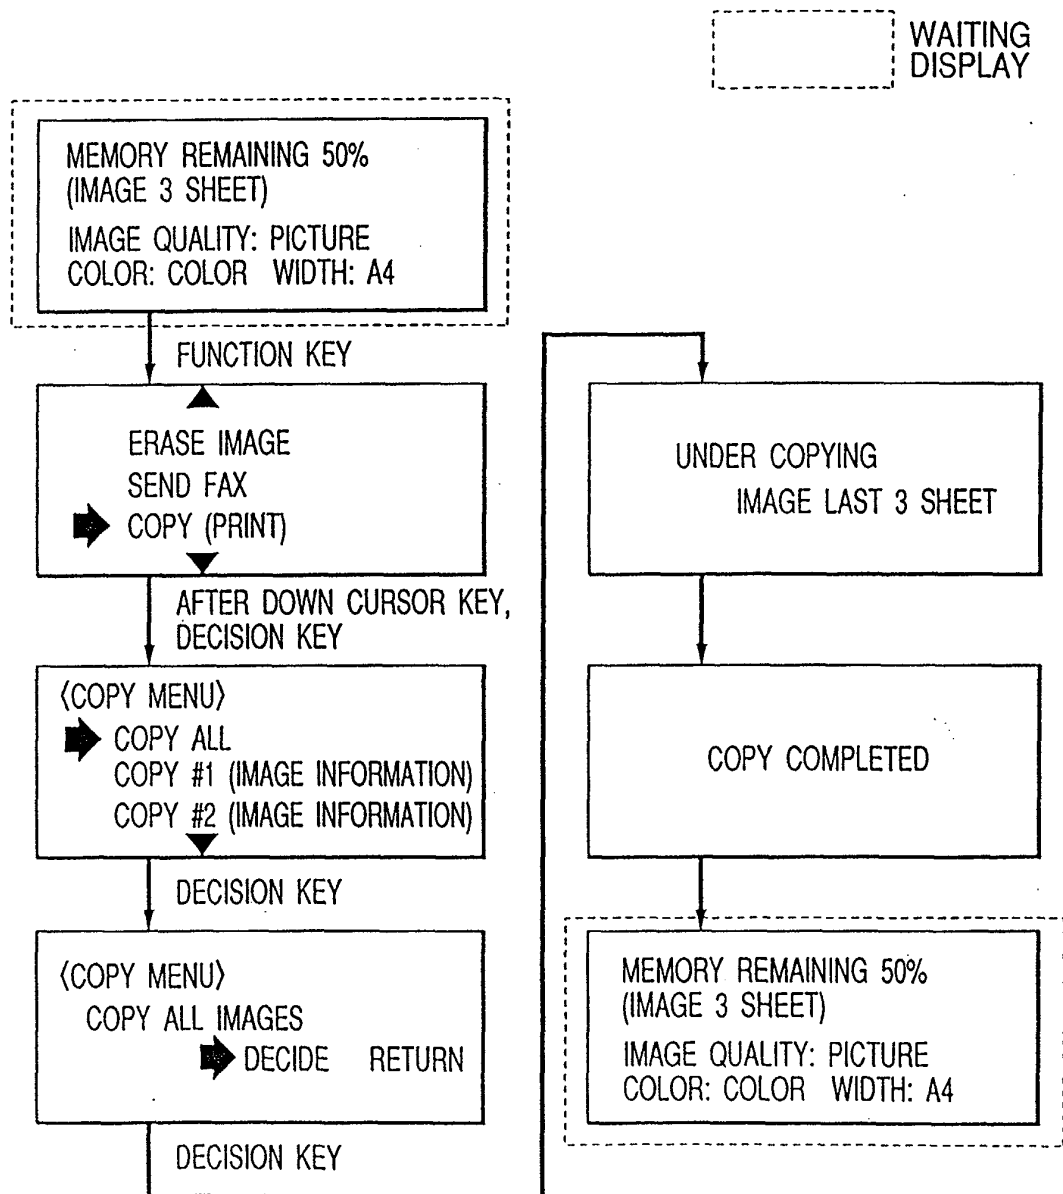 WAITING
DISPLAY
MEMORY REMAINING 50%
(IMAGE 3 SHEET)
IMAGE QUALITY: PICTURE
COLOR: COLOR WIDTH: A4
FUNCTION KEY
ERASE IMAGE
SEND FAX
COPY (PRINT)
AFTER DOWN CURSOR KEY,
DECISION KEY
〈COPY MENU〉
COPY ALL
COPY #1 (IMAGE INFORMATION)
COPY #2 (IMAGE INFORMATION)
DECISION KEY
〈COPY MENU〉
COPY ALL IMAGES
DECIDE RETURN
DECISION KEY
UNDER COPYING
IMAGE LAST 3 SHEET
COPY COMPLETED
MEMORY REMAINING 50%
(IMAGE 3 SHEET)
IMAGE QUALITY: PICTURE
COLOR: COLOR WIDTH: A4